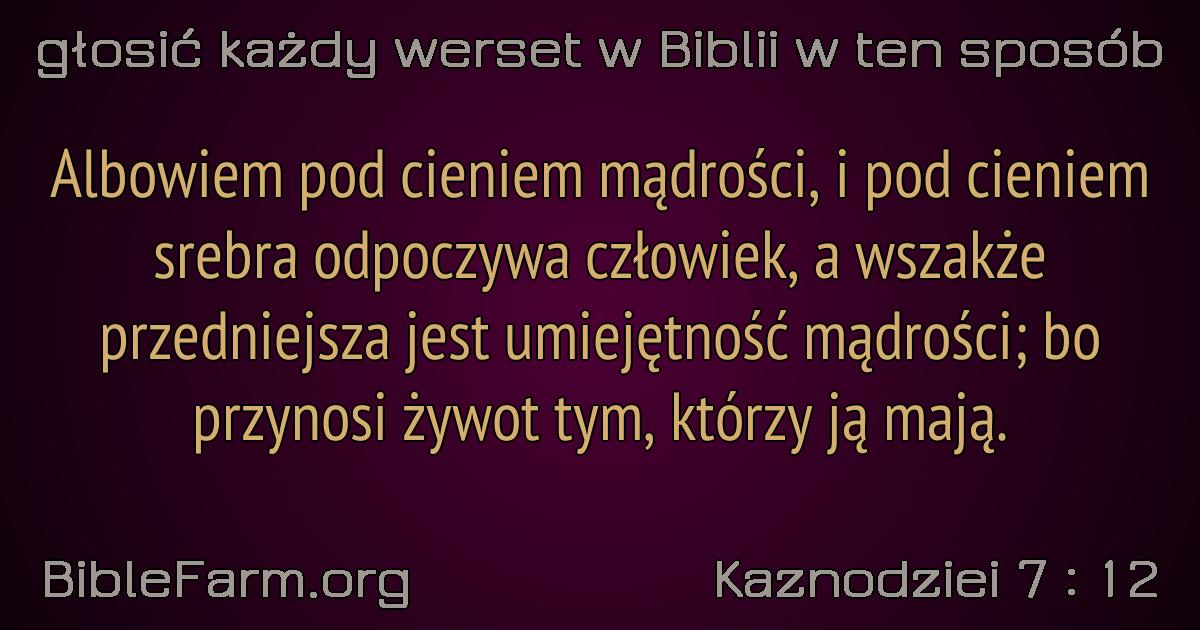 głosić każdy werset w Biblii w ten sposób
Albowiem pod cieniem mądrości, i pod cieniem
srebra odpoczywa człowiek, a wszakże
przedniejsza jest umiejętność mądrości; bo
przynosi żywot tym, którzy ją mają.
BibleFarm.org
Kaznodziei 7 : 12